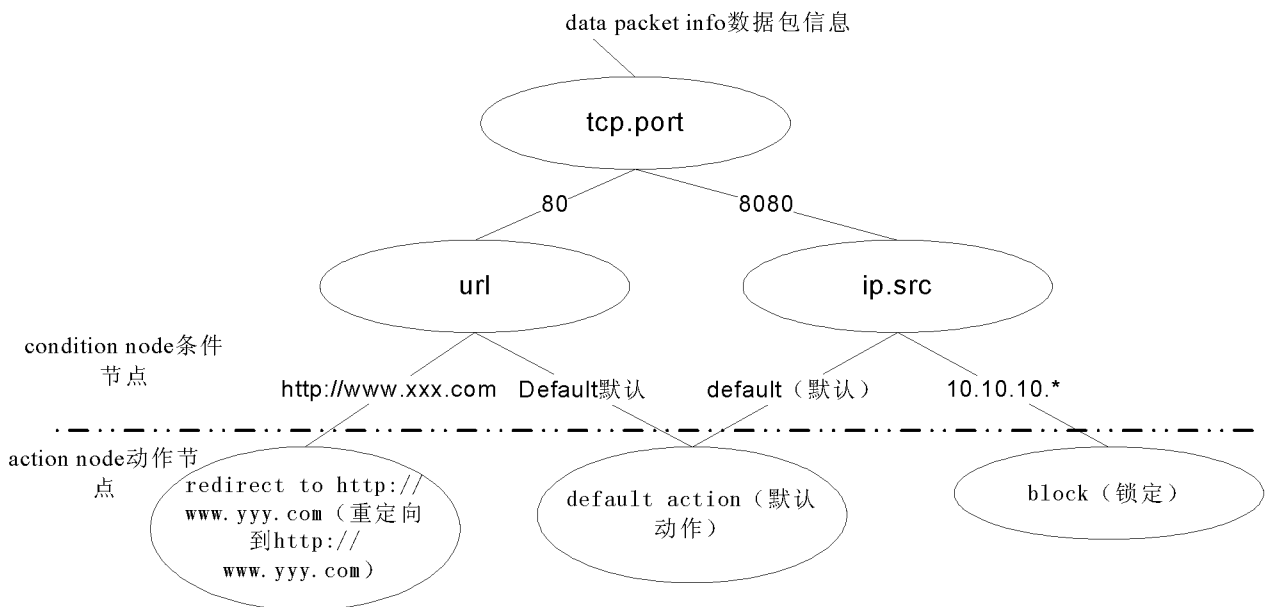 data packet info数据包信息
tcp.port
80
8080
url
ip.src
condition node条件
节点
http://www.xxx.com
Default默认
default（默认）
10.10.10.*
action node动作节
点
redirect to http://
www.yyy.com（重定向
到http://
www.yyy.com）
default action（默认
动作）
block（锁定）